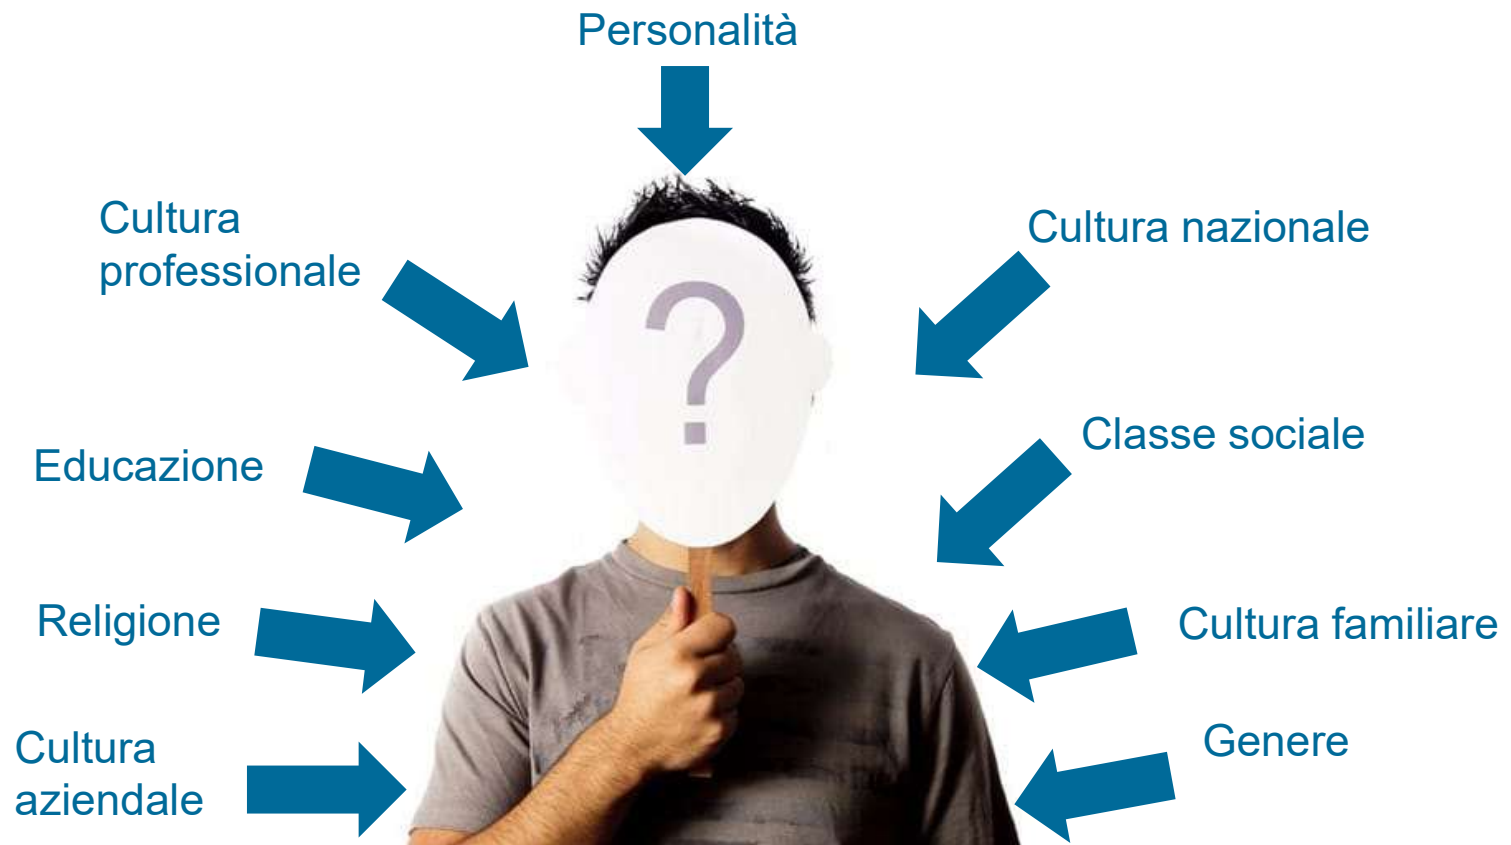 Personalità
Cultura
professionale
Cultura nazionale
?
Classe sociale
Educazione
Religione
Cultura familiare
Cultura
aziendale
Genere